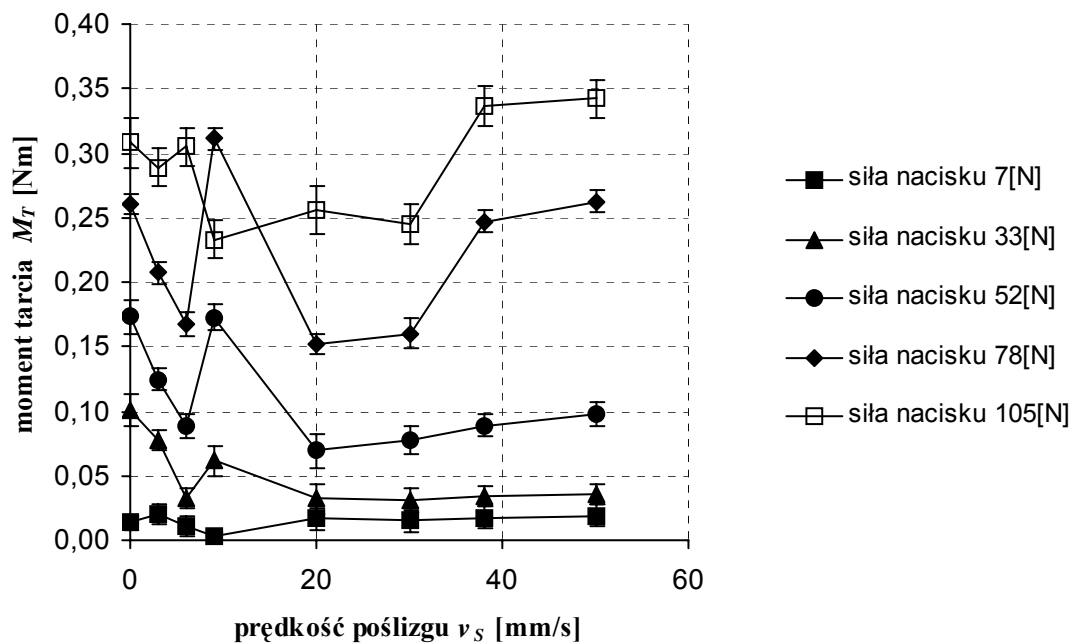 0,40
0,35
0,30
0,25
0,20
0,15
0,10
0,05
0,00
moment tarcia M_T [Nm]
0
20
40
60
prędkość poślizgu v_S [mm/s]
siła nacisku 7[N]
siła nacisku 33[N]
siła nacisku 52[N]
siła nacisku 78[N]
siła nacisku 105[N]